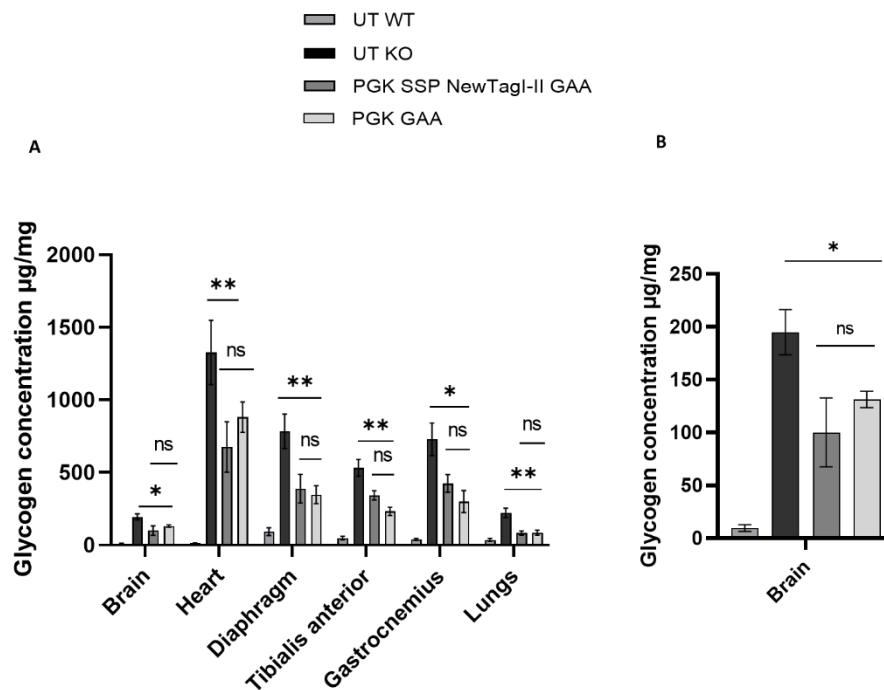 UT WT
UT KO
PGK SSP NewTagI-II GAA
PGK GAA
A
B
Glycogen concentration µg/mg
2000
1500
1000
500
0
**
ns
**
ns
**
ns
*
ns
ns
*
ns
**
Brain
Heart
Diaphragm
Tibialis anterior
Gastrocnemius
Lungs
Glycogen concentration µg/mg
250
200
150
100
50
0
*
ns
Brain